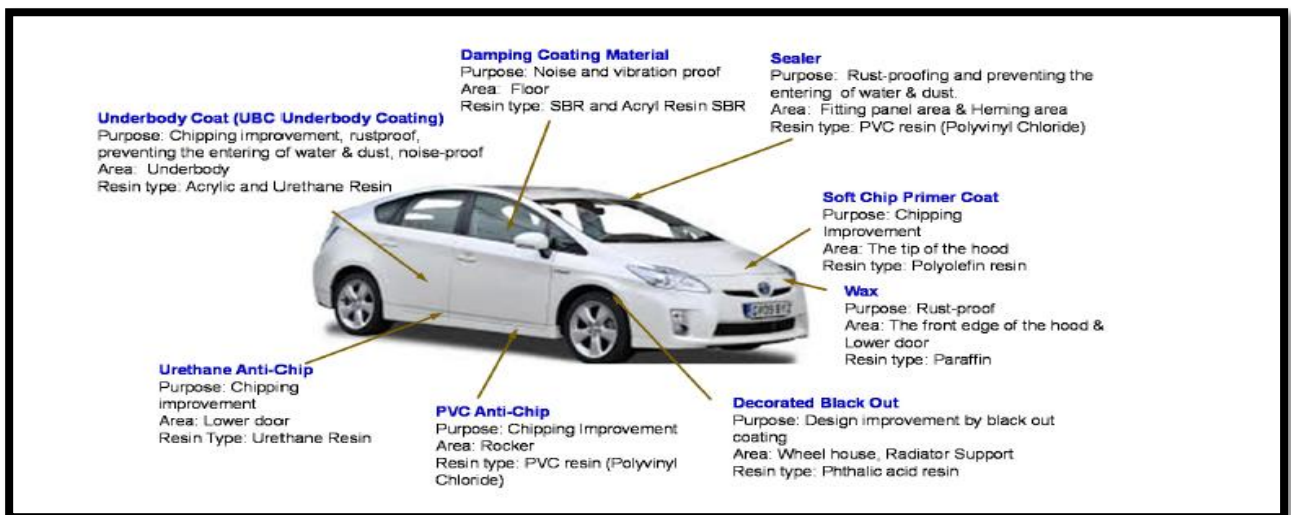 Damping Coating Material
Purpose: Noise and vibration proof
Area: Floor
Resin type: SBR and Acryl Resin SBR
Sealer
Purpose: Rust-proofing and preventing the
entering of water & dust.
Area: Fitting panel area & Heming area
Resin type: PVC resin (Polyvinyl Chloride)
Underbody Coat (UBC Underbody Coating)
Purpose: Chipping improvement, rustproof,
preventing the entering of water & dust, noise-proof
Area: Underbody
Resin type: Acrylic and Urethane Resin
Soft Chip Primer Coat
Purpose: Chipping
Improvement
Area: The tip of the hood
Resin type: Polyolefin resin
Wax
Purpose: Rust-proof
Area: The front edge of the hood &
Lower door
Resin type: Paraffin
Urethane Anti-Chip
Purpose: Chipping
improvement
Area: Lower door
Resin Type: Urethane Resin
PVC Anti-Chip
Purpose: Chipping Improvement
Area: Rocker
Resin type: PVC resin (Polyvinyl
Chloride)
Decorated Black Out
Purpose: Design improvement by black out
coating
Area: Wheel house, Radiator Support
Resin type: Phthalic acid resin